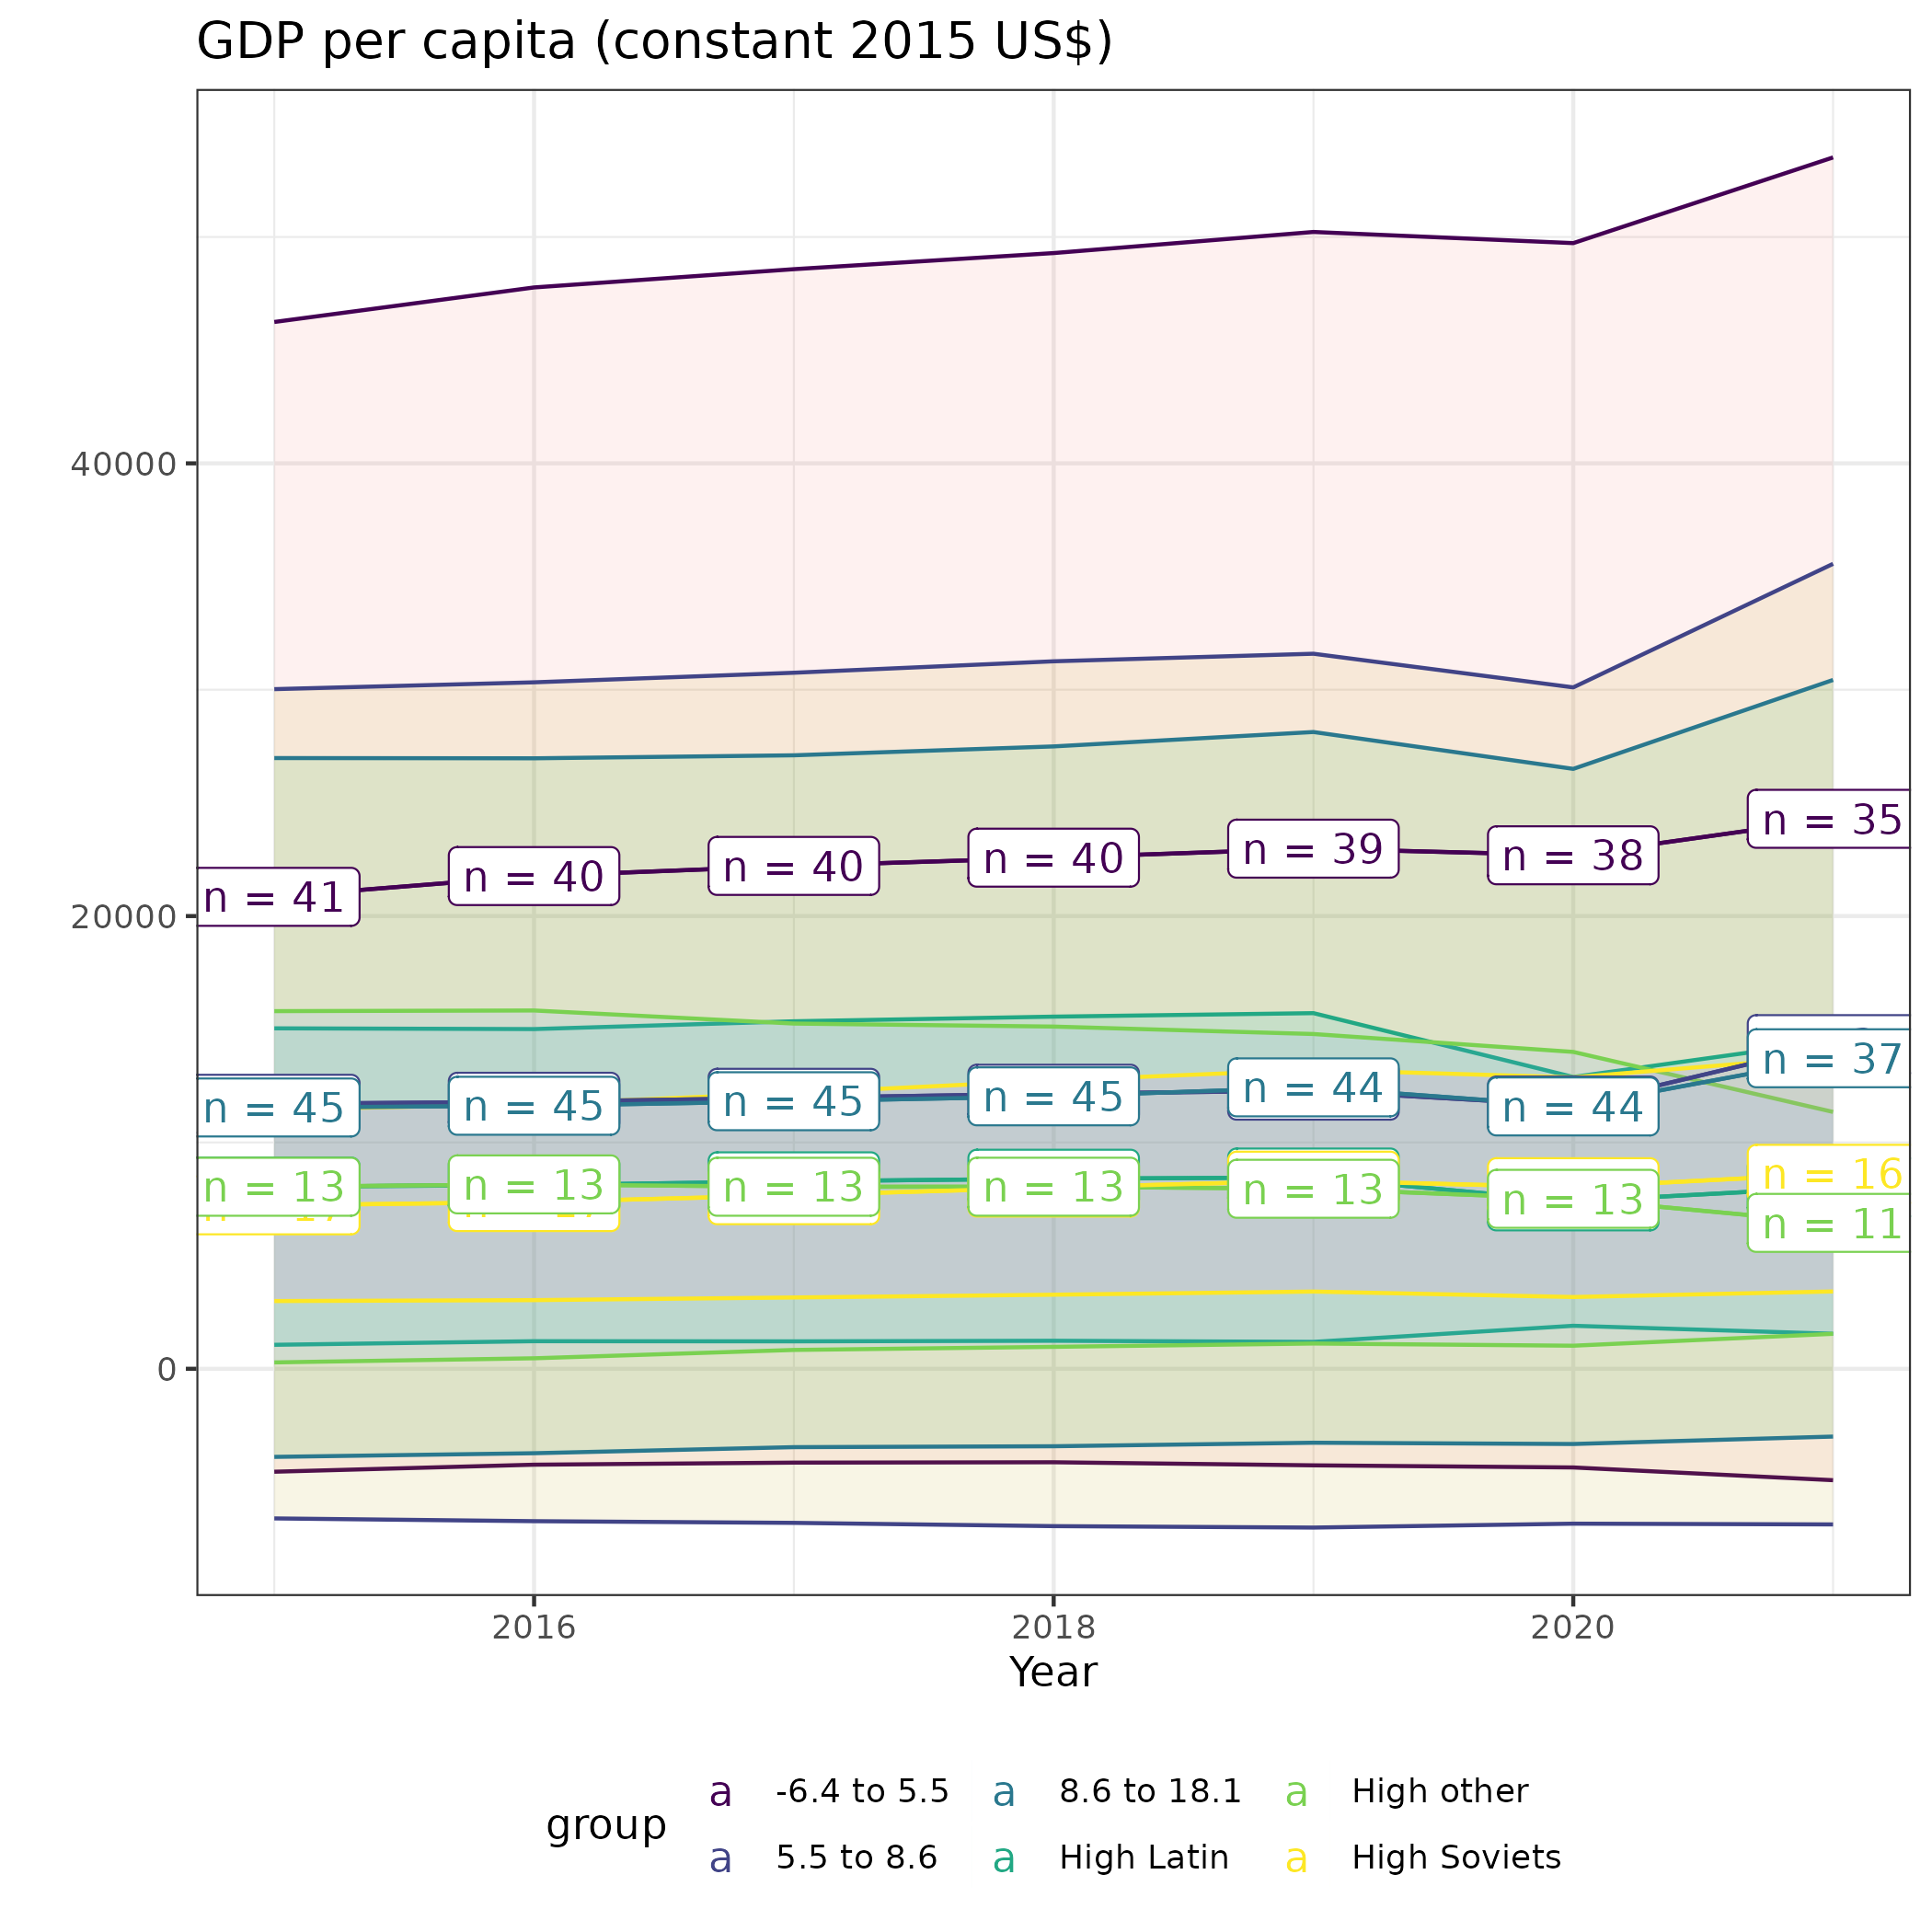 GDP per capita (constant 2015 US$)
40000
20000
0
n = 41
n = 40
n = 40
n = 40
n = 39
n = 38
n = 35
n = 45
n = 45
n = 45
n = 45
n = 44
n = 44
n = 37
n = 13
n = 13
n = 13
n = 13
n = 13
n = 13
n = 16
n = 11
2016
2018
2020
Year
group
a -6.4 to 5.5
a 8.6 to 18.1
a High other
a 5.5 to 8.6
a High Latin
a High Soviets